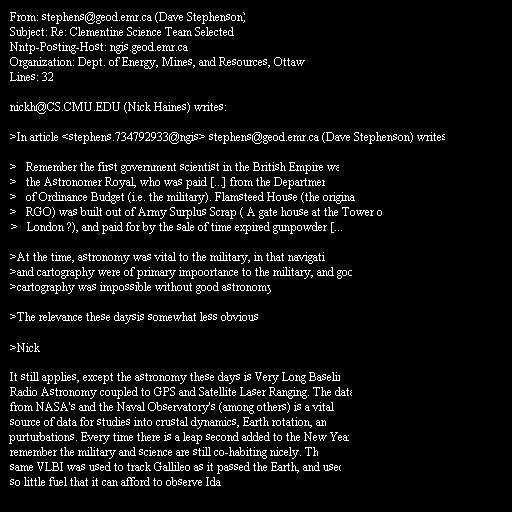 From: stephens@geod.emr.ca (Dave Stephenson)
Subject: Re: Clementine Science Team Selected
Nntp-Posting-Host: ngis.geod.emr.ca
Organization: Dept. of Energy, Mines, and Resources, Ottaw
Lines: 32
nickh@CS.CMU.EDU (Nick Haines) writes:
>In article <stephens.734792933@ngis> stephens@geod.emr.ca (Dave Stephenson) writes
> Remember the first government scientist in the British Empire wa
> the Astronomer Royal, who was paid [...] from the Departmen
> of Ordinance Budget (i.e. the military). Flamsteed House (the origina
> RGO) was built out of Army Surplus Scrap ( A gate house at the Tower o
> London ?), and paid for by the sale of time expired gunpowder [...
>At the time, astronomy was vital to the military, in that navigati
>and cartography were of primary impoortance to the military, and goo
>cartography was impossible without good astronomy
>The relevance these daysis somewhat less obvious
>Nick
It still applies, except the astronomy these days is Very Long Baselin
Radio Astronomy coupled to GPS and Satellite Laser Ranging. The data
from NASA's and the Naval Observatory's (among others) is a vital
source of data for studies into crustal dynamics, Earth rotation, an
purturbations. Every time there is a leap second added to the New Yea
remember the military and science are still co-habiting nicely. Th
same VLBI was used to track Gallileo as it passed the Earth, and used
so little fuel that it can afford to observe Ida